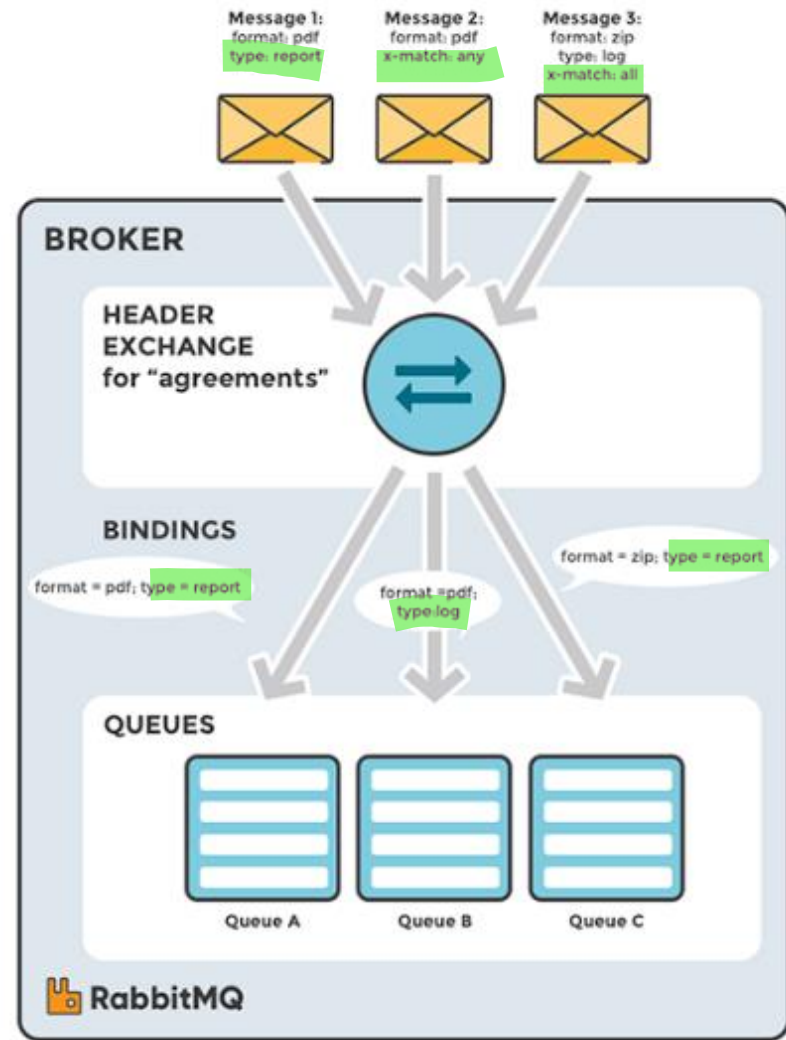 Message 1:
format: pdf
type: report
Message 2:
format: pdf
x-match: any
Message 3:
format: zip
type: log
x-match: all
BROKER
HEADER
EXCHANGE
for “agreements”
BINDINGS
format = pdf; type = report
format =pdf;
type:log
format = zip; type = report
QUEUES
Queue A
Queue B
Queue C
RabbitMQ